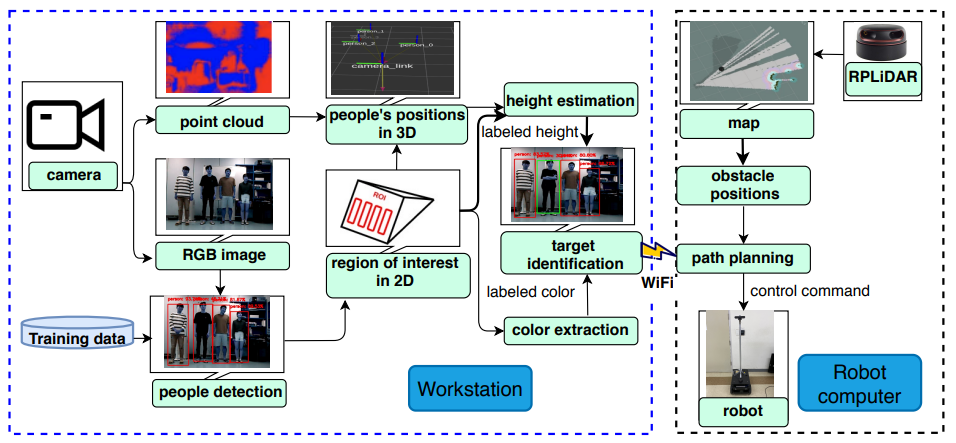 person_1
person_2
person_0
camera_link
point cloud
people's positions
in 3D
height estimation
labeled height
camera
RGB image
ROI
region of interest
in 2D
target
identification
labeled color
color extraction
Training data
people detection
Workstation
WiFi
RPLiDAR
map
obstacle
positions
path planning
control command
robot
Robot
computer